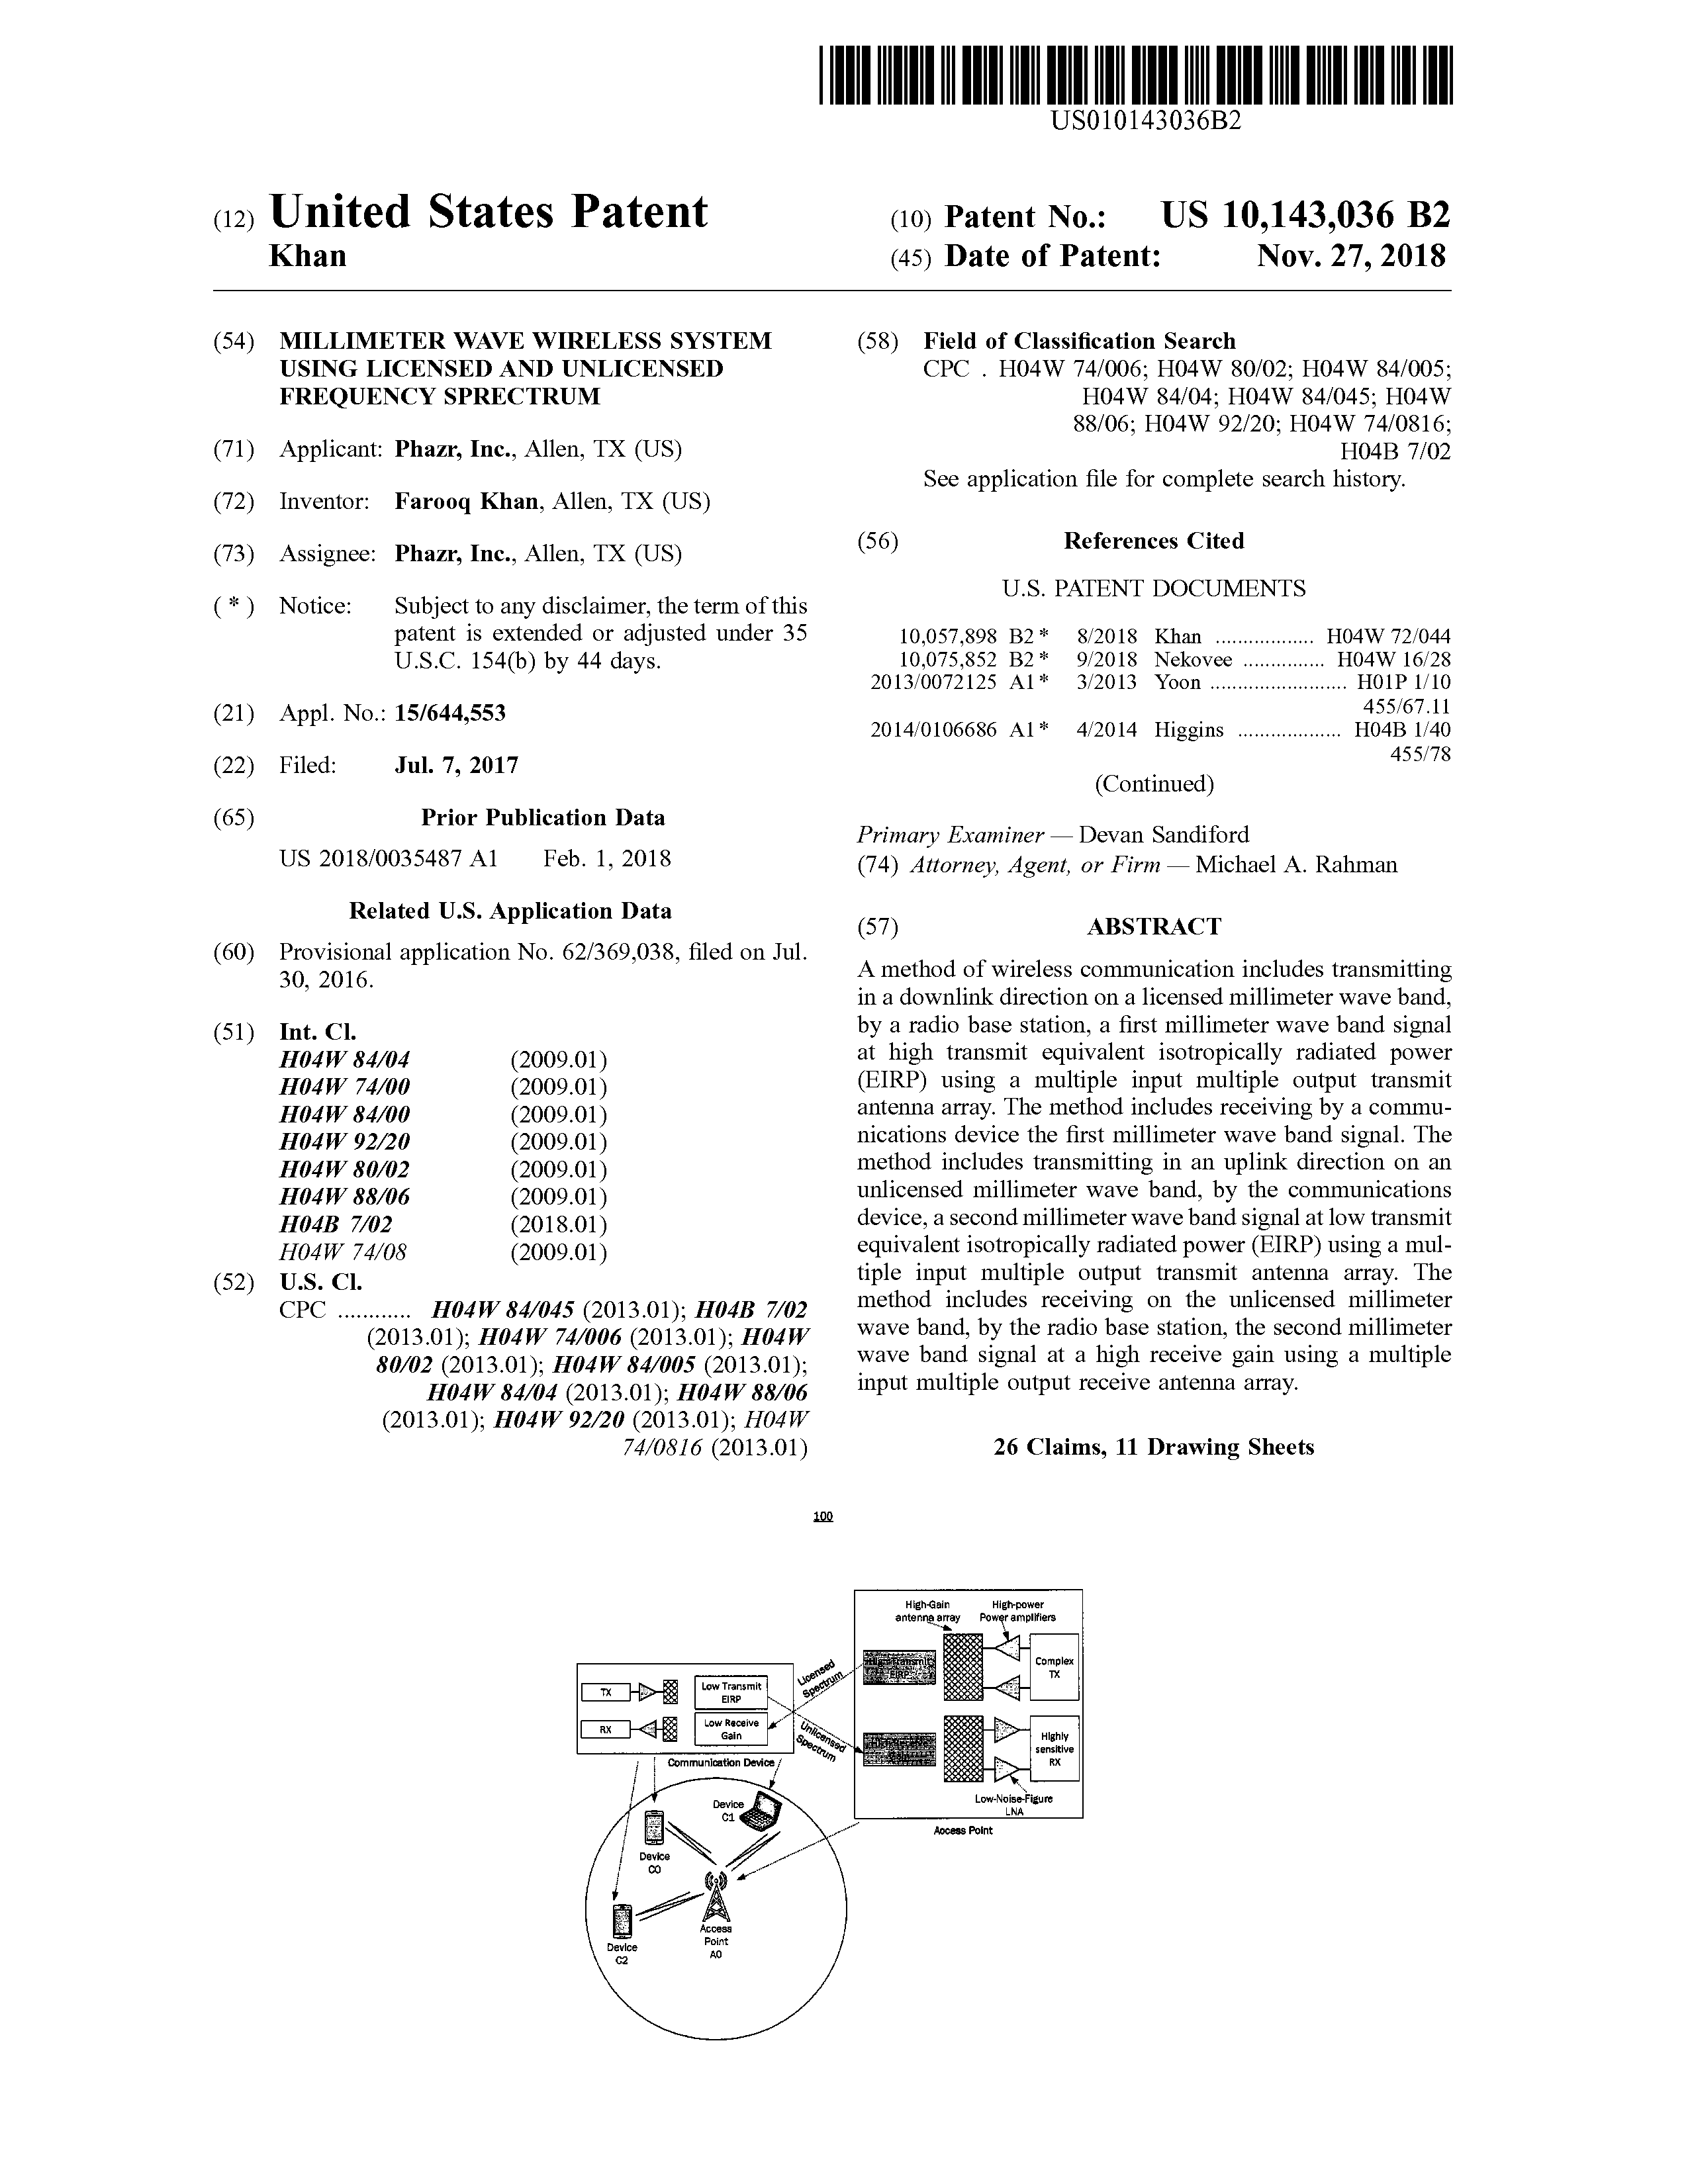 US010143036B2
(12) United States Patent
Khan
(10) Patent No.: US 10,143,036 B2
(45) Date of Patent: Nov. 27, 2018
(54) MILLIMETER WAVE WIRELESS SYSTEM
USING LICENSED AND UNLICENSED
FREQUENCY SPRECTRUM
(71) Applicant: Phazr, Inc., Allen, TX (US)
(72) Inventor: Farooq Khan, Allen, TX (US)
(73) Assignee: Phazr, Inc., Allen, TX (US)
( * ) Notice: Subject to any disclaimer, the term of this
patent is extended or adjusted under 35
U.S.C. 154(b) by 44 days.
(21) Appl. No.: 15/644,553
(22) Filed: Jul. 7, 2017
(65) Prior Publication Data
US 2018/0035487 A1 Feb. 1, 2018
Related U.S. Application Data
(60) Provisional application No. 62/369,038, filed on Jul.
30, 2016.
(51) Int. Cl.
H04W 84/04 (2009.01)
H04W 74/00 (2009.01)
H04W 84/00 (2009.01)
H04W 92/20 (2009.01)
H04W 80/02 (2009.01)
H04W 88/06 (2009.01)
H04B 7/02 (2018.01)
H04W 74/08 (2009.01)
(52) U.S. Cl.
CPC ............ H04W 84/045 (2013.01); H04B 7/02
(2013.01); H04W 74/006 (2013.01); H04W
80/02 (2013.01); H04W 84/005 (2013.01);
H04W 84/04 (2013.01); H04W 88/06
(2013.01); H04W 92/20 (2013.01); H04W
74/0816 (2013.01)
(58) Field of Classification Search
CPC . H04W 74/006; H04W 80/02; H04W 84/005;
H04W 84/04; H04W 84/045; H04W
88/06; H04W 92/20; H04W 74/0816;
H04B 7/02
See application file for complete search history.
(56) References Cited
U.S. PATENT DOCUMENTS
10,057,898 B2 * 8/2018 Khan .................. H04W 72/044
10,075,852 B2 * 9/2018 Nekovee ............... H04W 16/28
2013/0072125 A1 * 3/2013 Yoon ......................... H01P 1/10
455/67.11
2014/0106686 A1 * 4/2014 Higgins ................... H04B 1/40
455/78
(Continued)
Primary Examiner — Devan Sandiford
(74) Attorney, Agent, or Firm — Michael A. Rahman
(57) ABSTRACT
A method of wireless communication includes transmitting
in a downlink direction on a licensed millimeter wave band,
by a radio base station, a first millimeter wave band signal
at high transmit equivalent isotropically radiated power
(EIRP) using a multiple input multiple output transmit
antenna array. The method includes receiving by a commu-
nications device the first millimeter wave band signal. The
method includes transmitting in an uplink direction on an
unlicensed millimeter wave band, by the communications
device, a second millimeter wave band signal at low transmit
equivalent isotropically radiated power (EIRP) using a mul-
tiple input multiple output transmit antenna array. The
method includes receiving on the unlicensed millimeter
wave band, by the radio base station, the second millimeter
wave band signal at a high receive gain using a multiple
input multiple output receive antenna array.
26 Claims, 11 Drawing Sheets
100
High-Gain
antenna array
High-power
Power amplifiers
High Transmit
EIRP
Complex
TX
TX
Low Transmit
EIRP
RX
Low Receive
Gain
Licensed
Spectrum
Unlicensed
Spectrum
Highly
sensitive
RX
Communication Device
Low-Noise-Figure
LNA
Access Point
Device
C1
Device
C0
Access
Point
A0
Device
C2